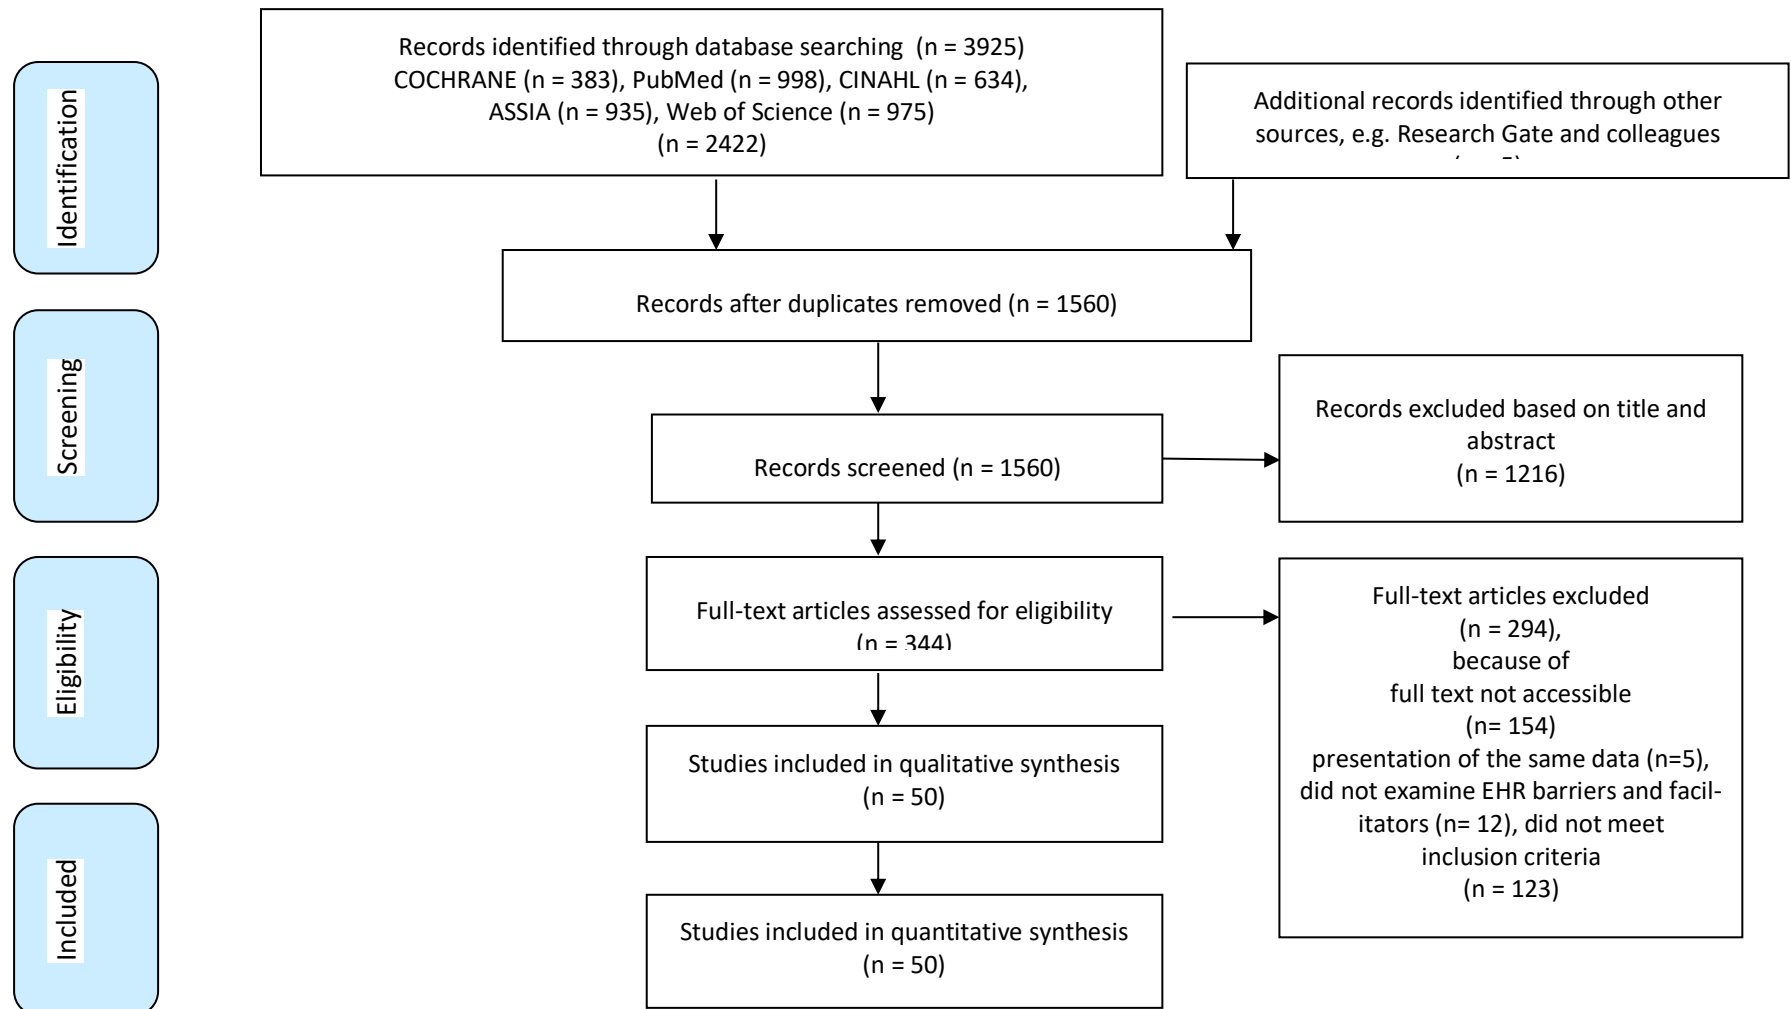 Identification
Records identified through database searching (n = 3925)
COCHRANE (n = 383), PubMed (n = 998), CINAHL (n = 634),
ASSIA (n = 935), Web of Science (n = 975)
(n = 2422)
Additional records identified through other
sources, e.g. Research Gate and colleagues
Records after duplicates removed (n = 1560)
Screening
Records screened (n = 1560)
Records excluded based on title and
abstract
(n = 1216)
Eligibility
Full-text articles assessed for eligibility
(n = 344)
Full-text articles excluded
(n = 294),
because of
full text not accessible
(n= 154)
presentation of the same data (n=5),
did not examine EHR barriers and facil-
itators (n= 12), did not meet
inclusion criteria
(n = 123)
Studies included in qualitative synthesis
(n = 50)
Included
Studies included in quantitative synthesis
(n = 50)